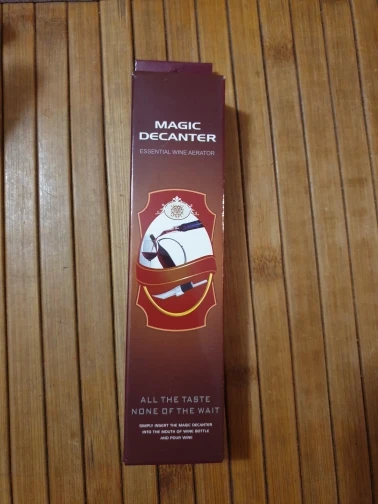 MAGIC
DECANTER
ESSENTIAL WINE AERATOR
ALL THE TASTE
NONE OF THE WAIT
SIMPLY INSERT THE MAGIC DECANTER
INTO THE MOUTH OF WINE BOTTLE
AND POUR WINE